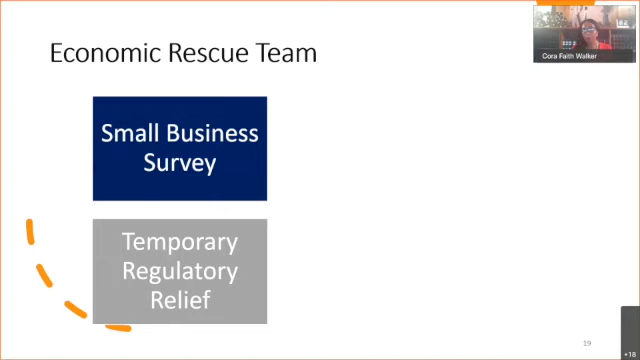 Economic Rescue Team
Cora Faith Walker
Small Business
Survey
Temporary
Regulatory
Relief
19
+18